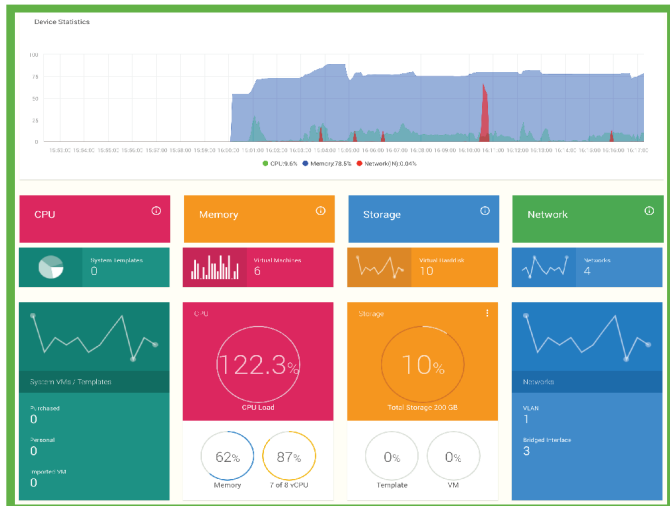 Device Statistics
100
75
50
25
0
CPU:9.6% Memory:78.5% Network(IN):0.04%
CPU
Memory
Storage
Network
System Templates
0
Virtual Machines
6
Virtual Harddisk
10
Networks
4
System VMs / Templates
Purchased
0
Personal
0
Imported VM
0
CPU
122.3%
CPU Load
62%
Memory
87%
7 of 8 vCPU
Storage
10%
Total Storage 200 GB
0%
Template
0%
VM
Networks
VLAN
1
Bridged Interface
3